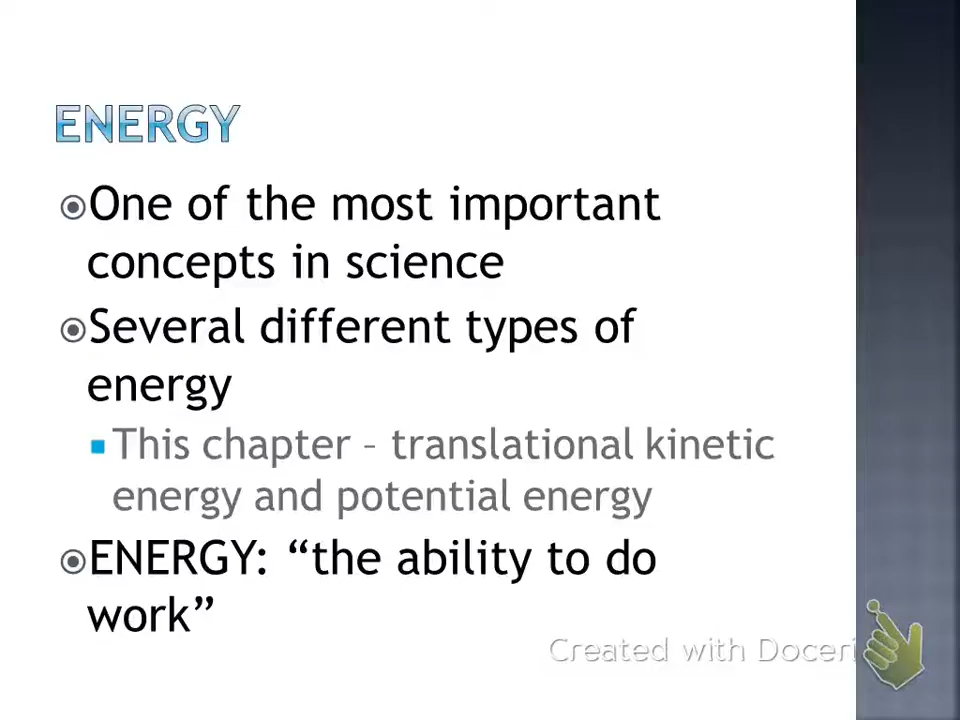 ENERGY
One of the most important
concepts in science
Several different types of
energy
This chapter – translational kinetic
energy and potential energy
ENERGY: “the ability to do
work”
Created with Doceri